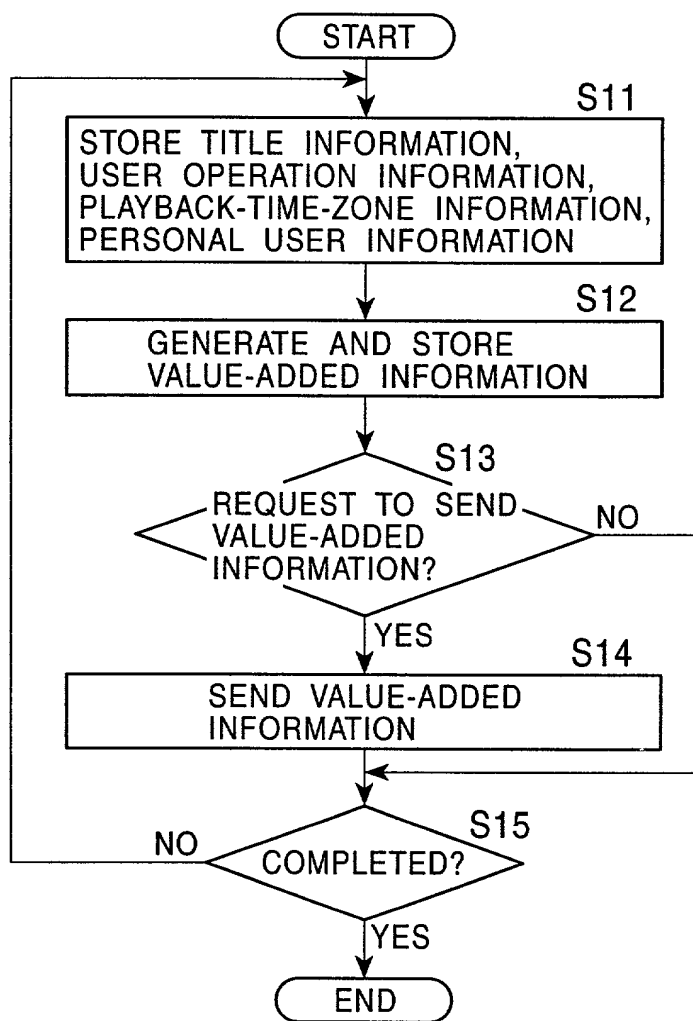 START
S11
STORE TITLE INFORMATION,
USER OPERATION INFORMATION,
PLAYBACK-TIME-ZONE INFORMATION,
PERSONAL USER INFORMATION
S12
GENERATE AND STORE
VALUE-ADDED INFORMATION
S13
REQUEST TO SEND
VALUE-ADDED
INFORMATION?
NO
YES
S14
SEND VALUE-ADDED
INFORMATION
S15
NO
COMPLETED?
YES
END